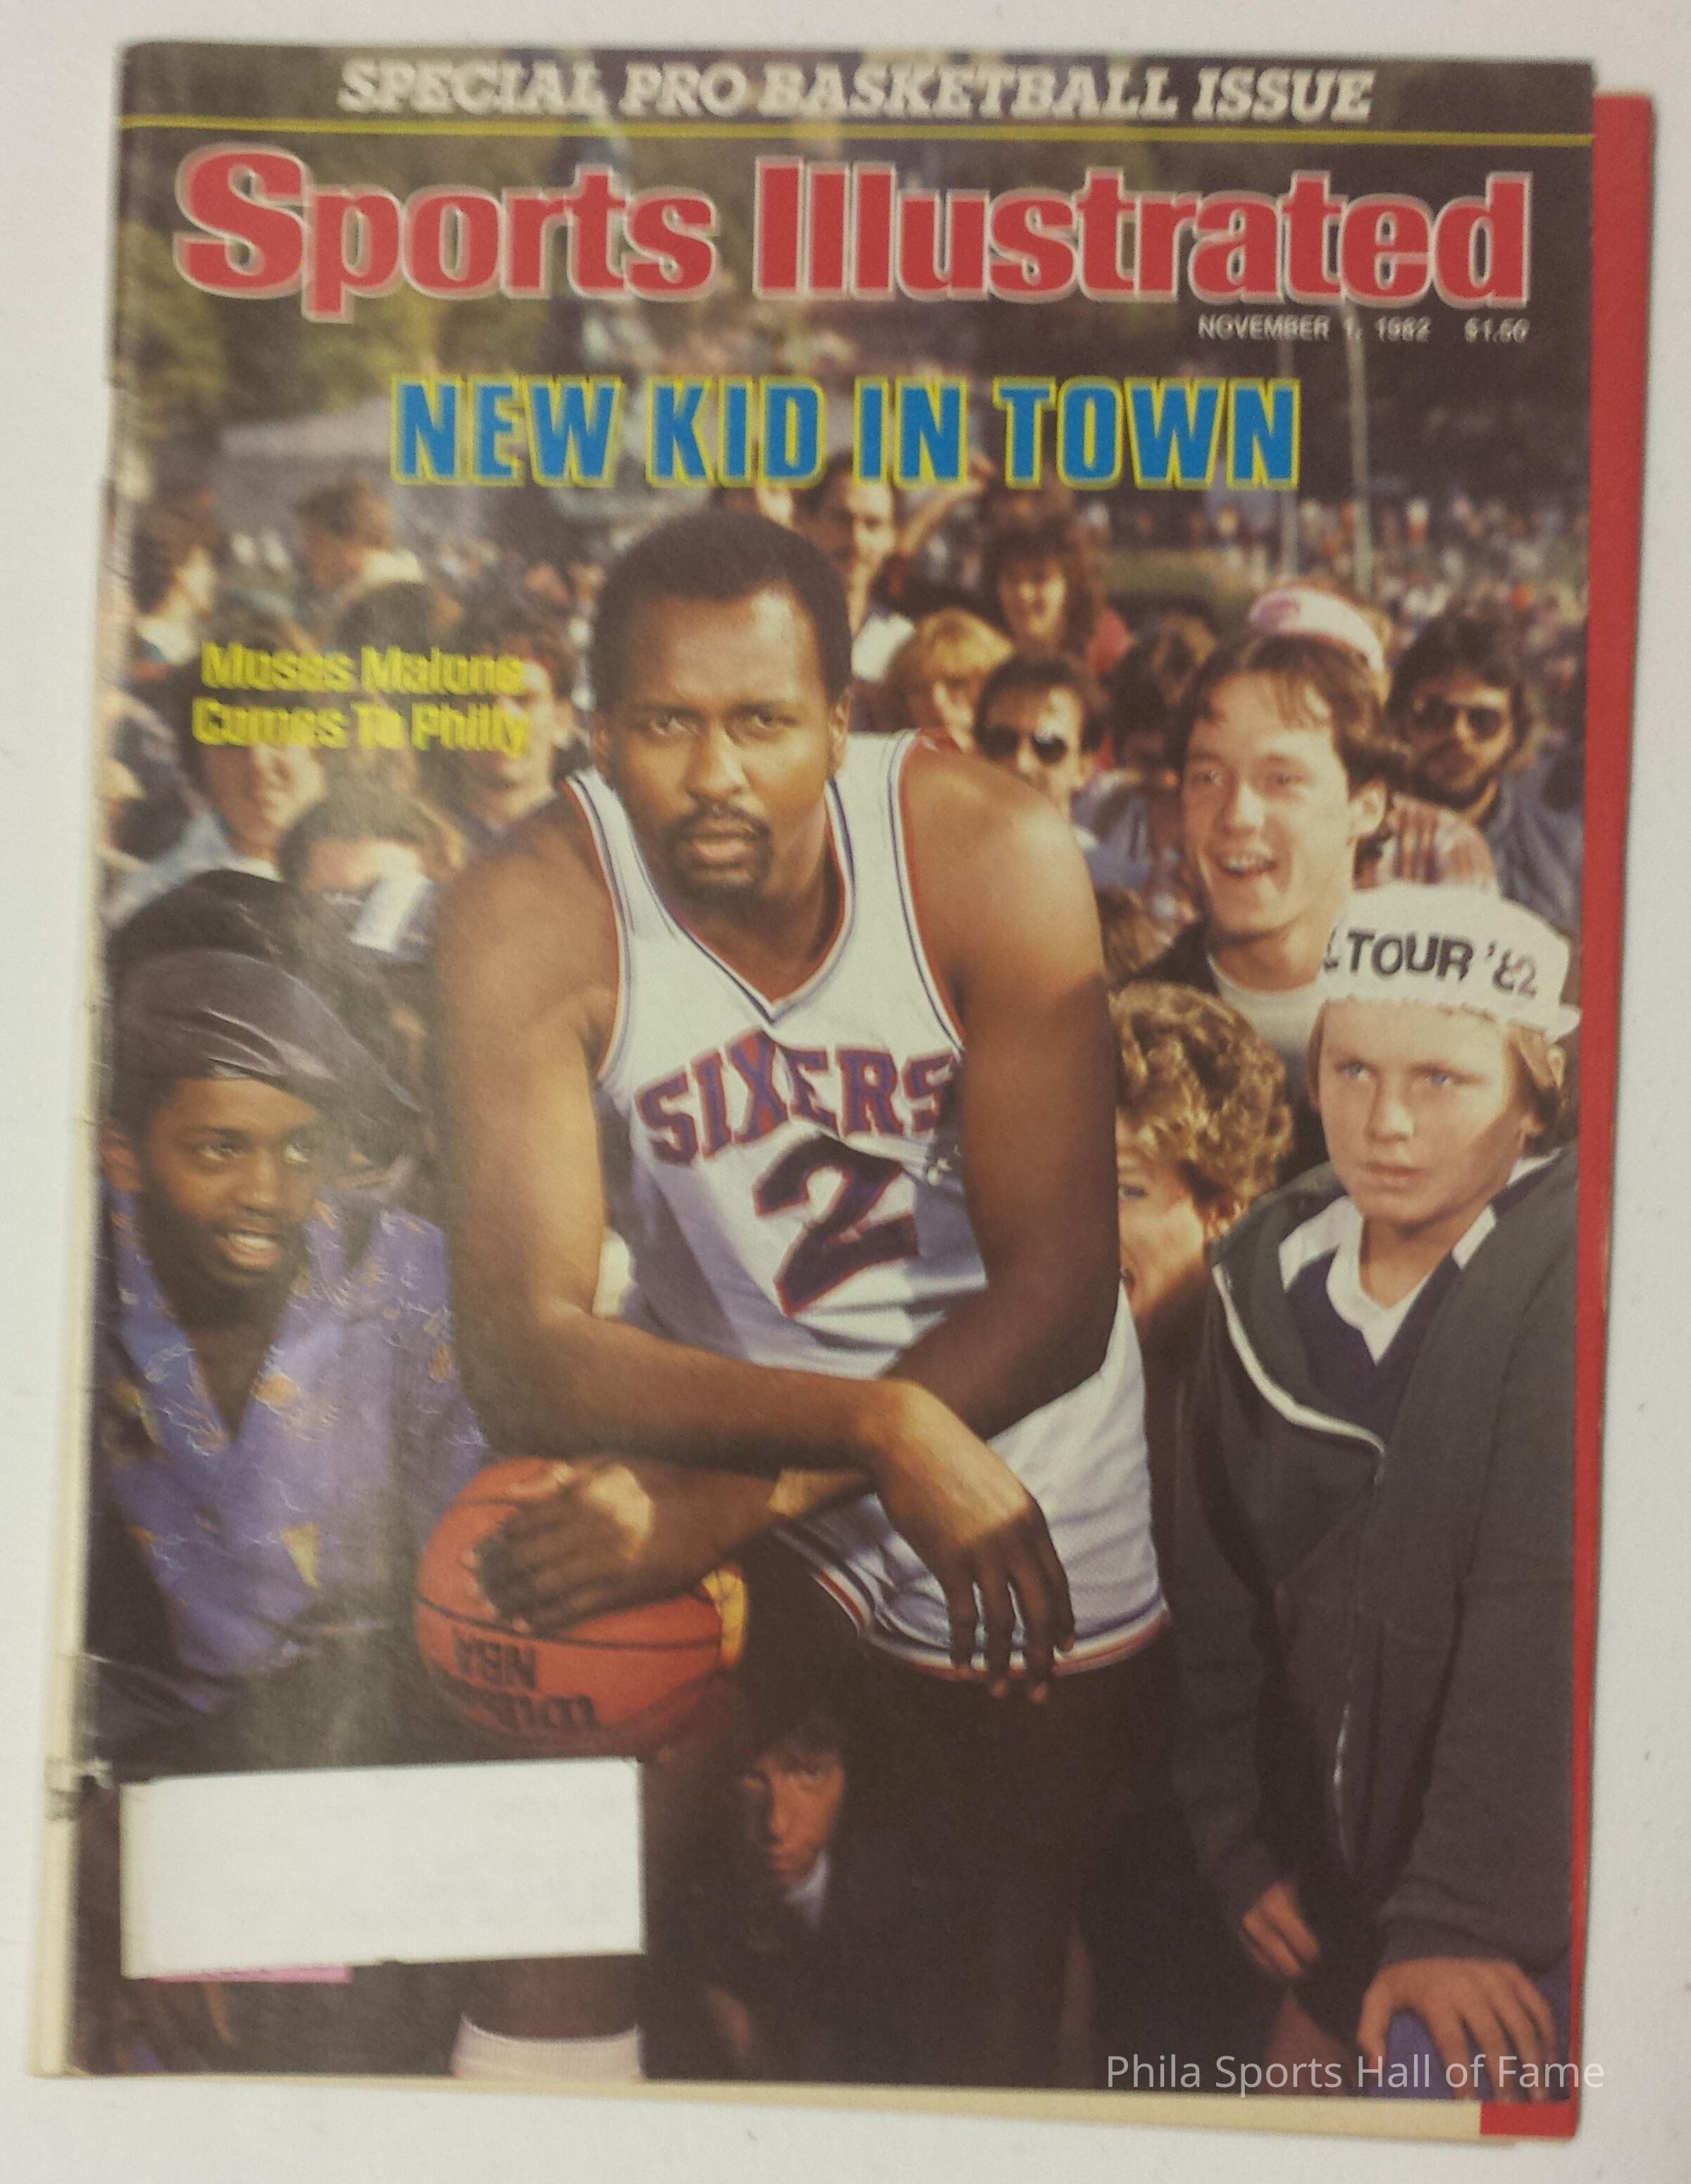 SPECIAL PRO BASKETBALL ISSUE
Sports Illustrated
NOVEMBER 1, 1982 $1.50
NEW KID IN TOWN
Moses Malone
Comes To Philly
TOUR '82
SIXERS
2
NBA
Phila Sports Hall of Fame